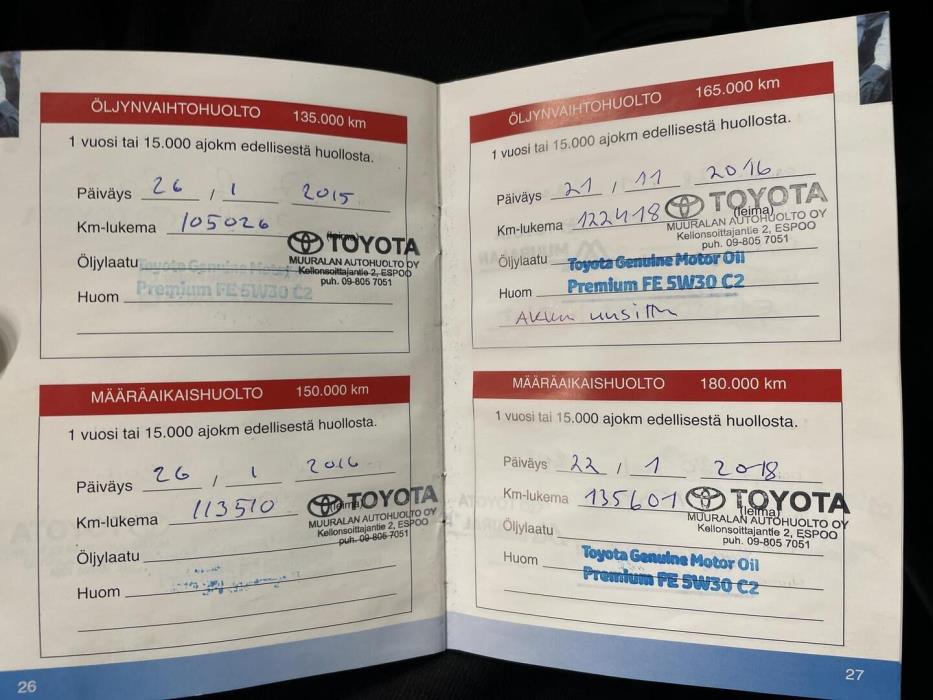 ÖLJYNVAIHTOHUOLTO 135.000 km
1 vuosi tai 15.000 ajokm edellisestä huollosta.
Päiväys 26 / 1 2015
Km-lukema 105026
(leima)
TOYOTA
MUURALAN AUTOHUOLTO OY
Kellonsoittajantie 2, ESPOO
puh. 09-805 7051
Öljylaatu Toyota Genuine Motor
Premium FE 5W30 C2
Huom
MÄÄRÄAIKAISHUOLTO 150.000 km
1 vuosi tai 15.000 ajokm edellisestä huollosta.
Päiväys 26 / 1 2016
Km-lukema 113510
(leima)
TOYOTA
MUURALAN AUTOHUOLTO OY
Kellonsoittajantie 2, ESPOO
puh. 09-805 7051
Öljylaatu
Huom
26
ÖLJYNVAIHTOHUOLTO 165.000 km
1 vuosi tai 15.000 ajokm edellisestä huollosta.
Päiväys 21 / 11 2016
Km-lukema 122418
(leima)
TOYOTA
MUURALAN AUTOHUOLTO OY
Kellonsoittajantie 2, ESPOO
puh. 09-805 7051
Öljylaatu Toyota Genuine Motor Oil
Huom Premium FE 5W30 C2
Akku uusittu
MÄÄRÄAIKAISHUOLTO 180.000 km
1 vuosi tai 15.000 ajokm edellisestä huollosta.
Päiväys 22 / 1 2018
Km-lukema 135601
(leima)
TOYOTA
MUURALAN AUTOHUOLTO OY
Kellonsoittajantie 2, ESPOO
puh. 09-805 7051
Öljylaatu
Huom Toyota Genuine Motor Oil
Premium FE 5W30 C2
27